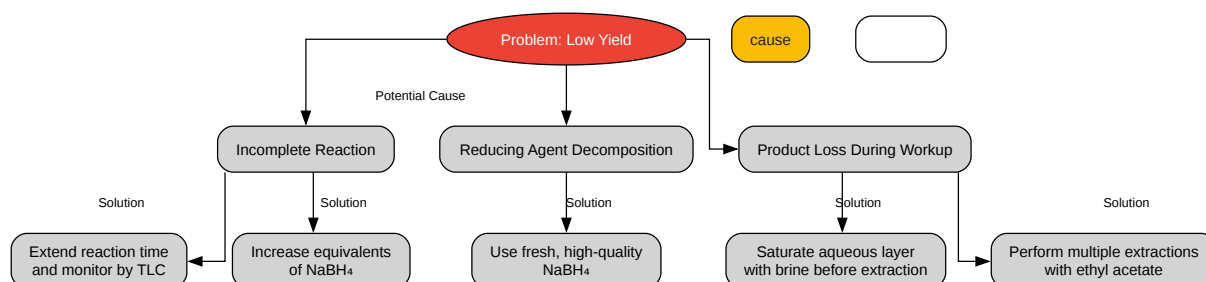 Problem: Low Yield
cause
Potential Cause
Incomplete Reaction
Reducing Agent Decomposition
Product Loss During Workup
Solution
Solution
Solution
Solution
Solution
Extend reaction time
and monitor by TLC
Increase equivalents
of NaBH₄
Use fresh, high-quality
NaBH₄
Saturate aqueous layer
with brine before extraction
Perform multiple extractions
with ethyl acetate